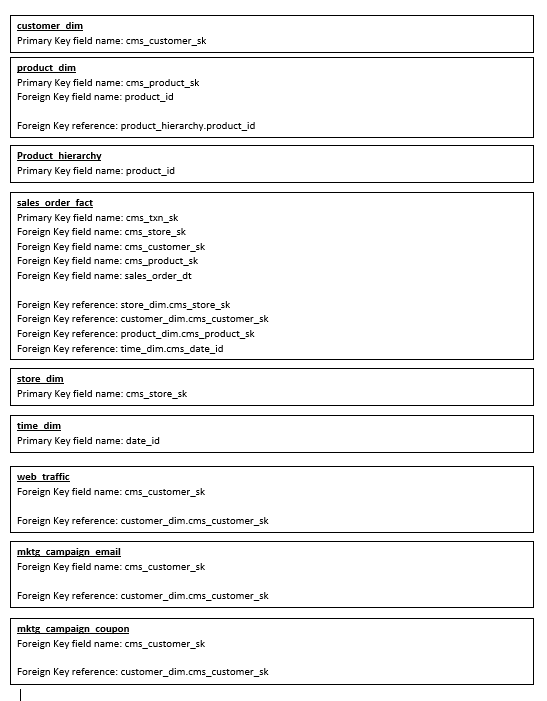 customer_dim
Primary Key field name: cms_customer_sk
product_dim
Primary Key field name: cms_product_sk
Foreign Key field name: product_id
Foreign Key reference: product_hierarchy.product_id
Product_hierarchy
Primary Key field name: product_id
sales_order_fact
Primary Key field name: cms_txn_sk
Foreign Key field name: cms_store_sk
Foreign Key field name: cms_customer_sk
Foreign Key field name: cms_product_sk
Foreign Key field name: sales_order_dt
Foreign Key reference: store_dim.cms_store_sk
Foreign Key reference: customer_dim.cms_customer_sk
Foreign Key reference: product_dim.cms_product_sk
Foreign Key reference: time_dim.cms_date_id
store_dim
Primary Key field name: cms_store_sk
time_dim
Primary Key field name: date_id
web_traffic
Foreign Key field name: cms_customer_sk
Foreign Key reference: customer_dim.cms_customer_sk
mktg_campaign_email
Foreign Key field name: cms_customer_sk
Foreign Key reference: customer_dim.cms_customer_sk
mktg_campaign_coupon
Foreign Key field name: cms_customer_sk
Foreign Key reference: customer_dim.cms_customer_sk